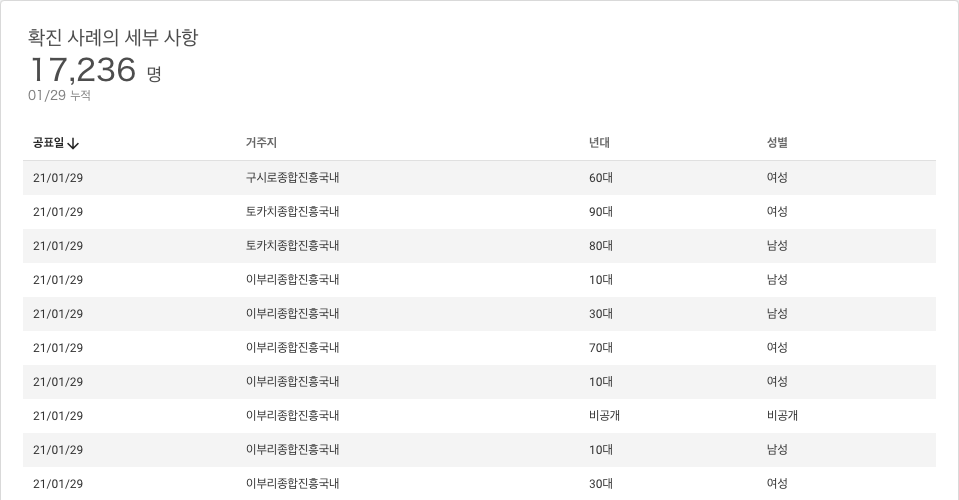 확진 사례의 세부 사항
17,236 명
01/29 누적
공표일↓ 거주지 년대 성별
21/01/29 구시로종합진흥국내 60대 여성
21/01/29 토카치종합진흥국내 90대 여성
21/01/29 토카치종합진흥국내 80대 남성
21/01/29 이부리종합진흥국내 10대 남성
21/01/29 이부리종합진흥국내 30대 남성
21/01/29 이부리종합진흥국내 70대 여성
21/01/29 이부리종합진흥국내 10대 여성
21/01/29 이부리종합진흥국내 비공개 비공개
21/01/29 이부리종합진흥국내 10대 남성
21/01/29 이부리종합진흥국내 30대 여성